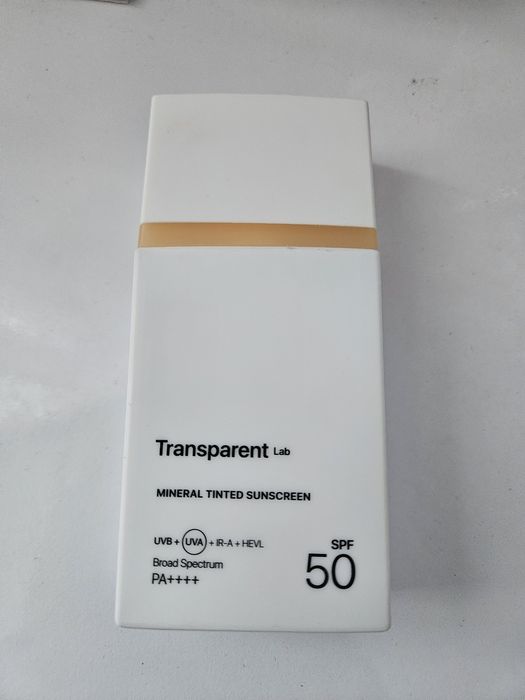 Transparent Lab
MINERAL TINTED SUNSCREEN
UVB + UVA + IR-A + HEVL
Broad Spectrum
PA++++
SPF
50